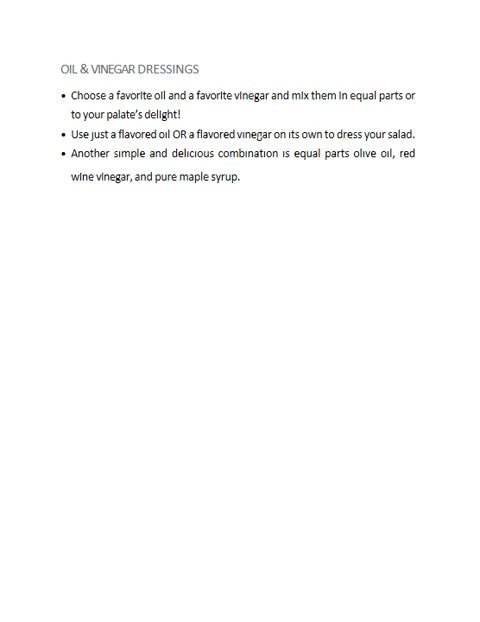 OIL & VINEGAR DRESSINGS
• Choose a favorite oil and a favorite vinegar and mix them in equal parts or
to your palate’s delight!
• Use just a flavored oil OR a flavored vinegar on its own to dress your salad.
• Another simple and delicious combination is equal parts olive oil, red
wine vinegar, and pure maple syrup.